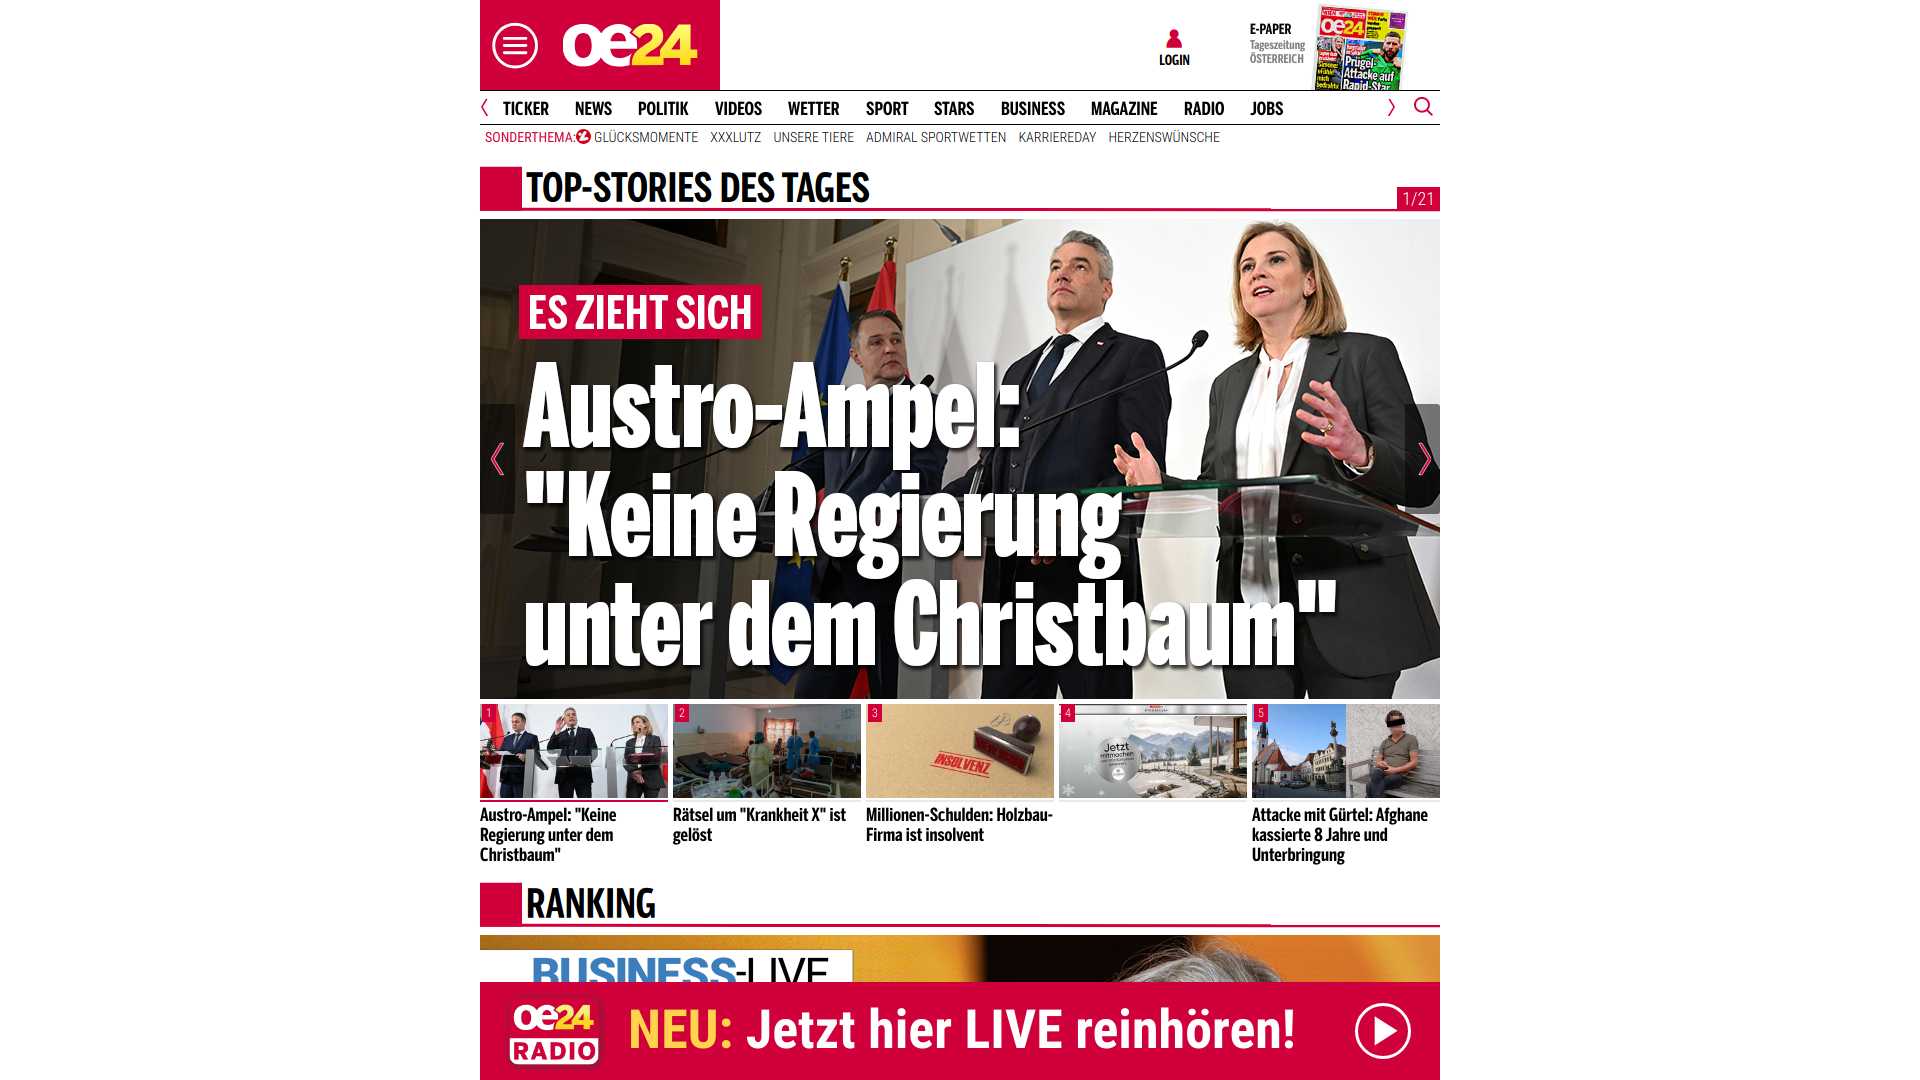 oe24
LOGIN
E-PAPER
Tageszeitung
ÖSTERREICH
oe24
Prügel-
Attacke auf
Rapid-Star
TICKER NEWS POLITIK VIDEOS WETTER SPORT STARS BUSINESS MAGAZINE RADIO JOBS
SONDERTHEMA: GLÜCKSMOMENTE XXXLUTZ UNSERE TIERE ADMIRAL SPORTWETTEN KARRIEREDAY HERZENSWÜNSCHE
TOP-STORIES DES TAGES
1/21
ES ZIEHT SICH
Austro-Ampel:
"Keine Regierung
unter dem Christbaum"
1
2
3
4
5
INSOLVENZ
Jetzt
mitmachen
Austro-Ampel: "Keine
Regierung unter dem
Christbaum"
Rätsel um "Krankheit X" ist
gelöst
Millionen-Schulden: Holzbau-
Firma ist insolvent
Attacke mit Gürtel: Afghane
kassierte 8 Jahre und
Unterbringung
RANKING
BUSINESS-LIVE
oe24
RADIO
NEU: Jetzt hier LIVE reinhören!